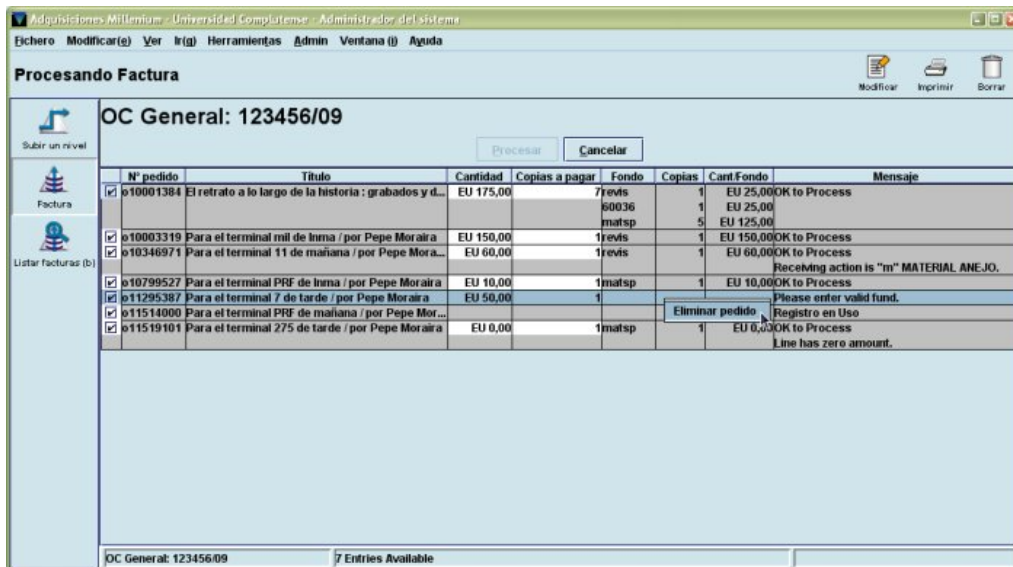 Adquisiciones Millenium - Universidad Complutense - Administrador del sistema
Fichero Modificar(e) Ver Ir(g) Herramientas Admin Ventana (j) Ayuda
Procesando Factura
Modificar Imprimir Borrar
Subir un nivel
Factura
Listar facturas (b)
OC General: 123456/09
Procesar Cancelar
Nº pedido Título Cantidad Copias a pagar Fondo Copias Cant/Fondo Mensaje
o10001384 El retrato a lo largo de la historia : grabados y d... EU 175,00 7 revis 1 EU 25,00 OK to Process
60036 1 EU 25,00
matsp 5 EU 125,00
o10003319 Para el terminal mil de Inma / por Pepe Moraira EU 150,00 1 revis 1 EU 150,00 OK to Process
o10346971 Para el terminal 11 de mañana / por Pepe Mora... EU 60,00 1 revis 1 EU 60,00 OK to Process
Receiving action is "m" MATERIAL ANEJO.
o10799527 Para el terminal PRF de Inma / por Pepe Moraira EU 10,00 1 matsp 1 EU 10,00 OK to Process
o11295387 Para el terminal 7 de tarde / por Pepe Moraira EU 50,00 1 Please enter valid fund.
o11514000 Para el terminal PRF de mañana / por Pepe Mor... Eliminar pedido Registro en Uso
o11519101 Para el terminal 275 de tarde / por Pepe Moraira EU 0,00 1 matsp 1 EU 0,00 OK to Process
Line has zero amount.
OC General: 123456/09 7 Entries Available